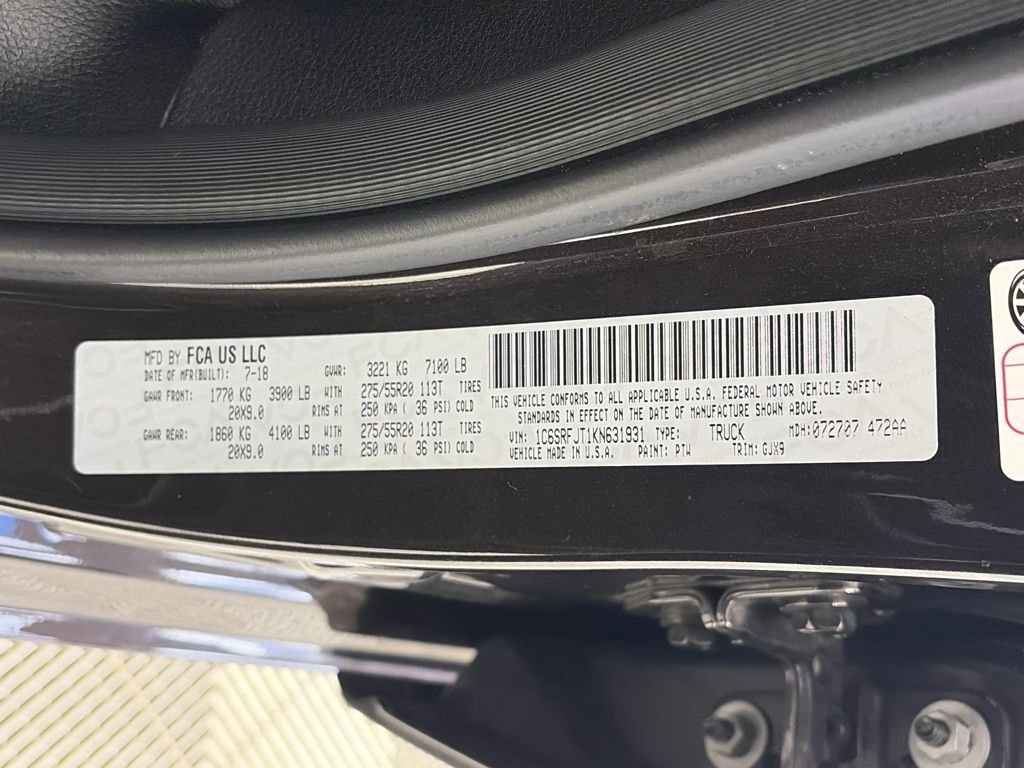 MFD BY FCA US LLC
DATE OF MFR(BUILT): 7-18 GVWR: 3221 KG 7100 LB
GAWR FRONT: 1770 KG 3900 LB WITH 275/55R20 113T TIRES
20X9.0 RIMS AT 250 KPA ( 36 PSI) COLD
GAWR REAR: 1860 KG 4100 LB WITH 275/55R20 113T TIRES
20X9.0 RIMS AT 250 KPA ( 36 PSI) COLD
THIS VEHICLE CONFORMS TO ALL APPLICABLE U.S.A. FEDERAL MOTOR VEHICLE SAFETY
STANDARDS IN EFFECT ON THE DATE OF MANUFACTURE SHOWN ABOVE.
VIN: 1C6SRFJT1KN631931 TYPE: TRUCK MDH: 072707 472AA
VEHICLE MADE IN U.S.A. PAINT: PTW TRIM: GJX9